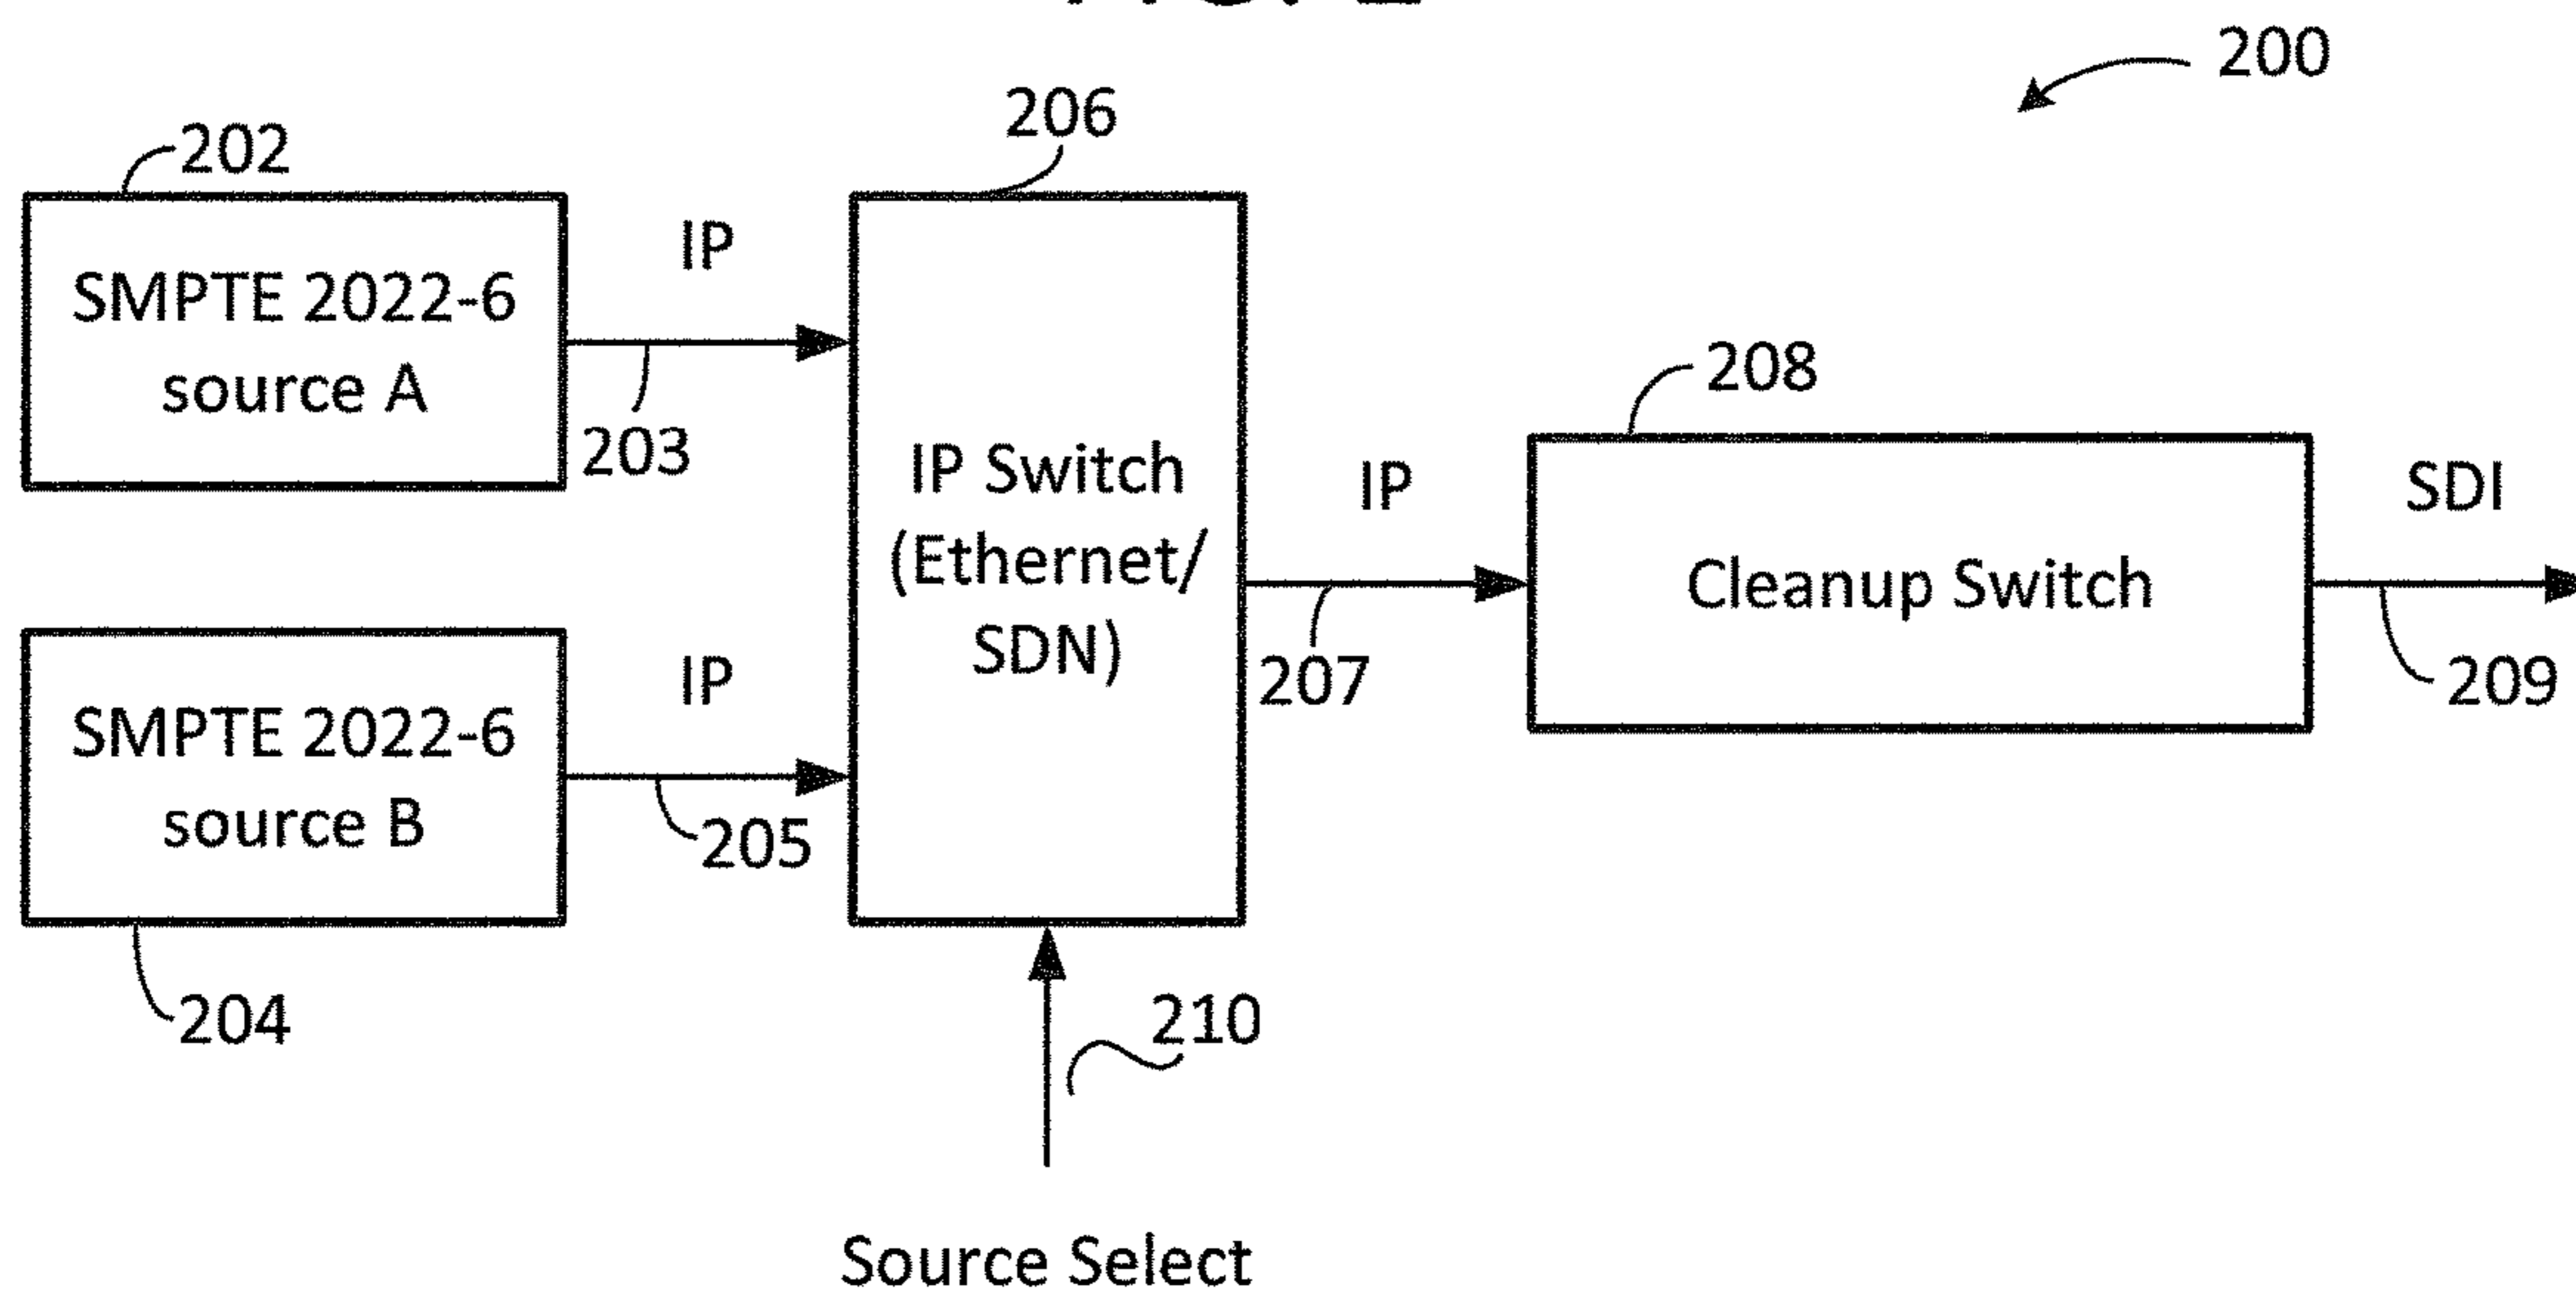 200
206
202
IP
SMPTE 2022-6
source A
203
208
IP Switch
(Ethernet/
SDN)
IP
SDI
Cleanup Switch
207
209
IP
SMPTE 2022-6
source B
205
204
210
Source Select